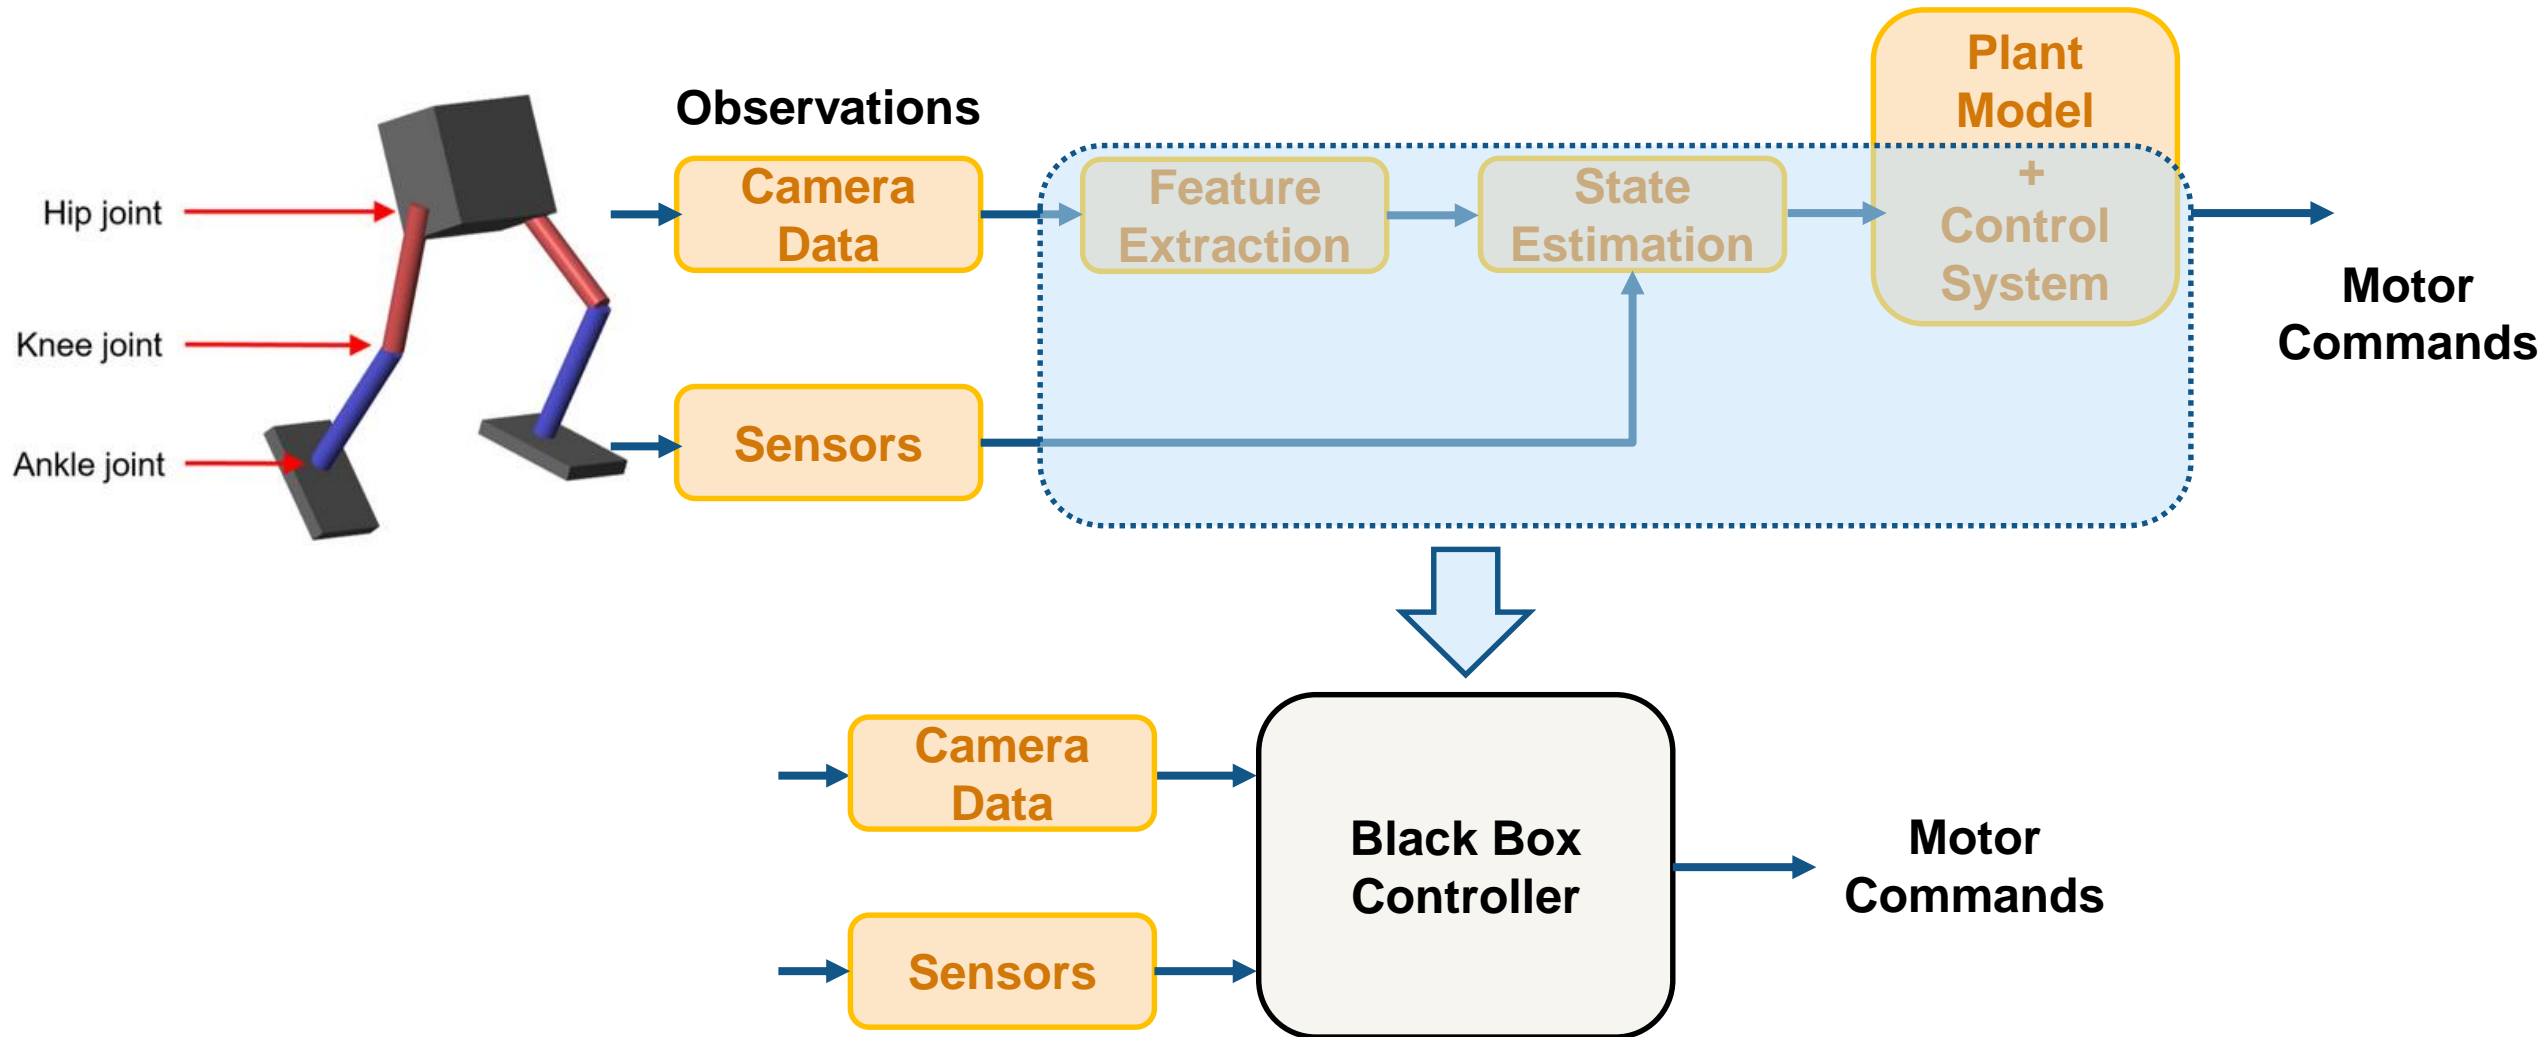 Observations
Hip joint
Knee joint
Ankle joint
Camera
Data
Sensors
Feature
Extraction
State
Estimation
Plant
Model
+
Control
System
Motor
Commands
Camera
Data
Sensors
Black Box
Controller
Motor
Commands